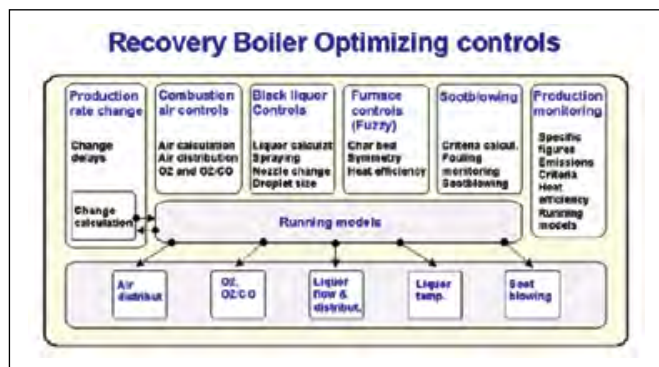 Recovery Boiler Optimizing controls
Production
rate change
Change
delays
Change
calculation
Combustion
air controls
Air calculation
Air distribution
O2 and O2/CO
Black liquor
Controls
Liquor calculat
Spraying
Nozzle change
Droplet size
Furnace
controls
(Fuzzy)
Char bed
Symmetry
Heat efficiency
Sootblowing
Criteria calcul.
Fouling
monitoring
Sootblowing
Production
monitoring
Specific
figures
Emissions
Criteria
Heat
efficiency
Running
models
Running models
Air
distribut
O2,
O2/CO
Liquor
flow &
distribut.
Liquor
temp.
Soot
blowing